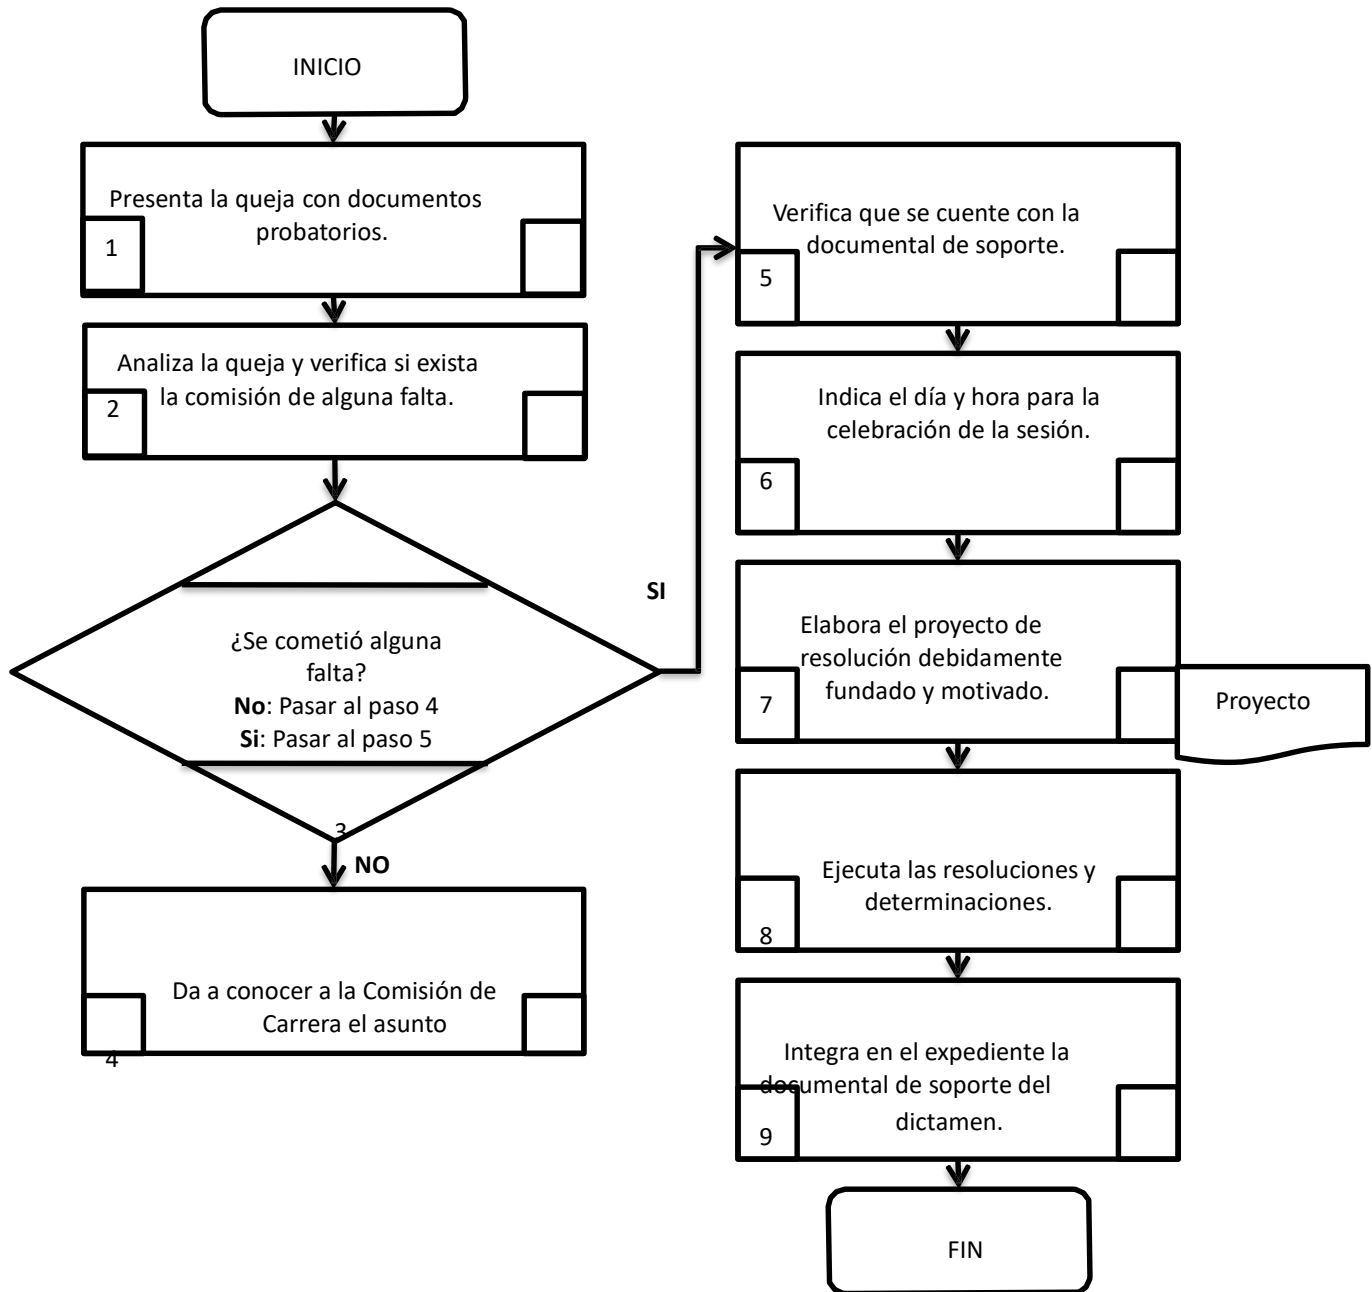 INICIO
Presenta la queja con documentos
probatorios.
1
Analiza la queja y verifica si exista
la comisión de alguna falta.
2
¿Se cometió alguna
falta?
No: Pasar al paso 4
Si: Pasar al paso 5
3
SI
NO
Da a conocer a la Comisión de
Carrera el asunto
4
Verifica que se cuente con la
documental de soporte.
5
Indica el día y hora para la
celebración de la sesión.
6
Elabora el proyecto de
resolución debidamente
fundado y motivado.
7
Proyecto
Ejecuta las resoluciones y
determinaciones.
8
Integra en el expediente la
documental de soporte del
dictamen.
9
FIN